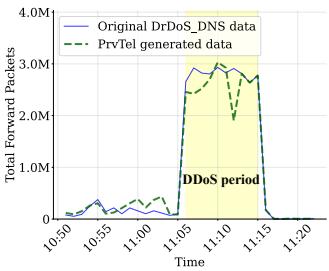 4.0M
3.0M
2.0M
1.0M
0
Total Forward Packets
Original DrDoS_DNS data
PrvTel generated data
DDoS period
10:50
10:55
11:00
11:05
11:10
11:15
11:20
Time